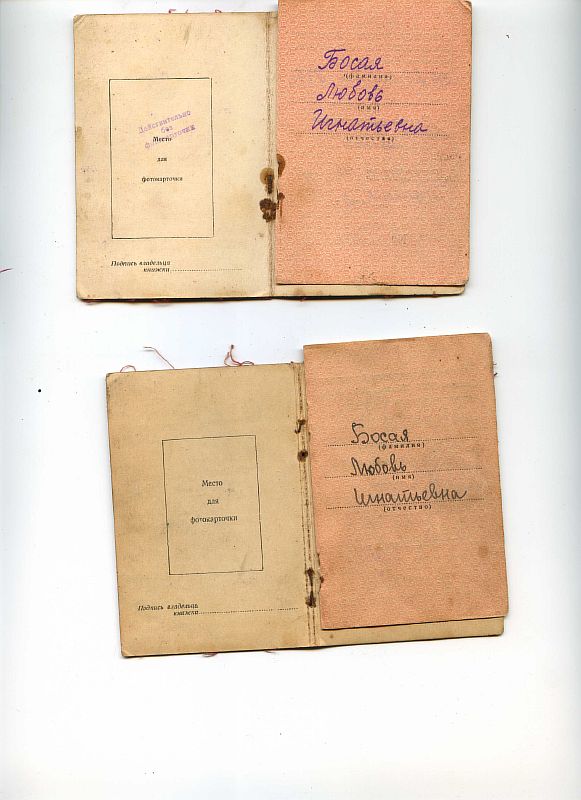 Действительно
без
фотокарточки
Место
для
фотокарточки
Подпись владельца
книжки
Босая
(фамилия)
Любовь
(имя)
Игнатьевна
(отчество)
Место
для
фотокарточки
Подпись владельца
книжки
Босая
(фамилия)
Любовь
(имя)
Игнатьевна
(отчество)